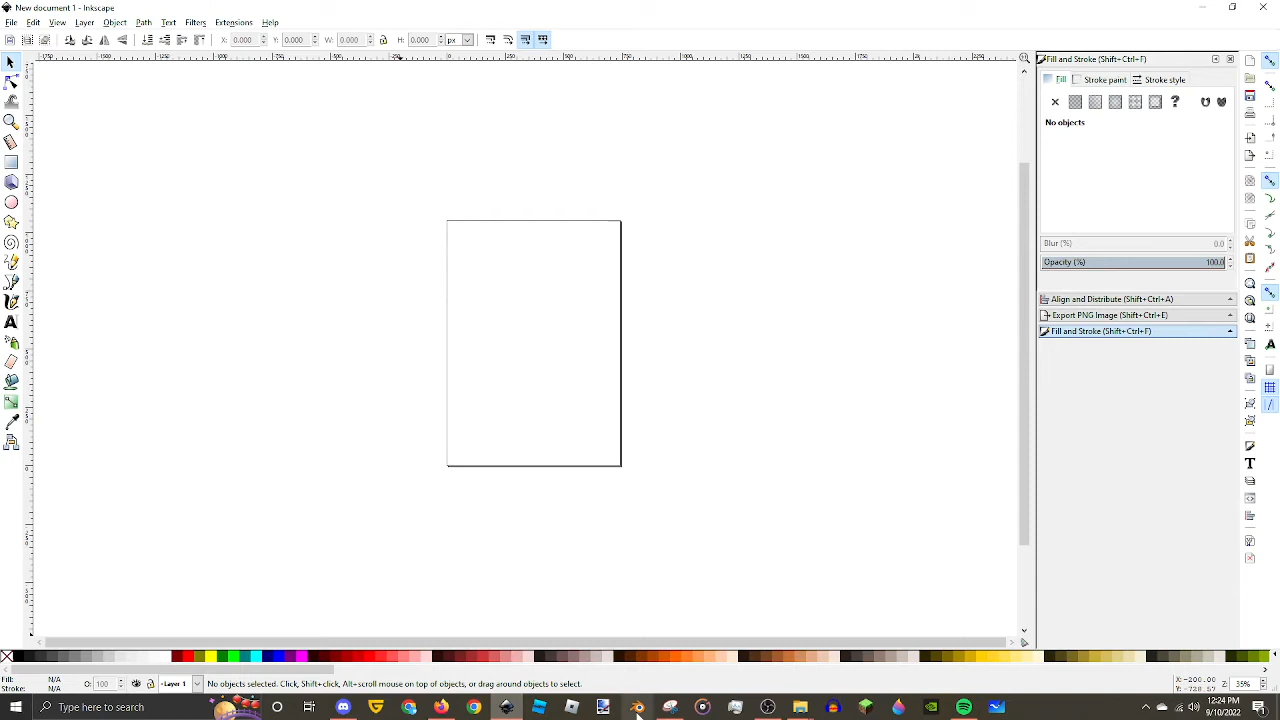 New document 1 - Inkscape
File Edit View Layer Object Path Text Filters Extensions Help
X: 0.000 Y: 0.000 W: 0.000 H: 0.000 px
Fill and Stroke (Shift+Ctrl+F)
Fill Stroke paint Stroke style
No objects
Blur (%) 0.0
Opacity (%) 100.0
Align and Distribute (Shift+Ctrl+A)
Export PNG Image (Shift+Ctrl+E)
Fill and Stroke (Shift+Ctrl+F)
Fill: N/A
Stroke: N/A
O: 100
Layer 1
No objects selected. Click, Shift+click, Alt+scroll mouse on top of objects, or drag around objects to select.
X: -200.00
Y: -728.57
Z: 35%
Type here to search
12:24 PM
9/10/2022